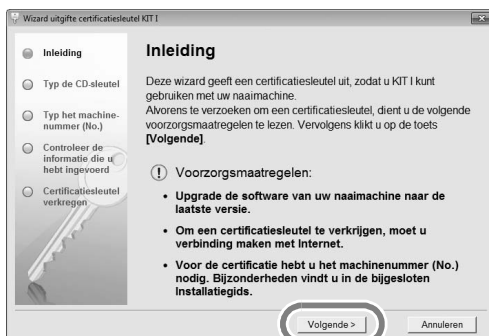 Wizard uitgifte certificatiesleutel KIT I
Inleiding
Typ de CD-sleutel
Typ het machine-
nummer (No.)
Controleer de
informatie die u
hebt ingevoerd
Certificatiesleutel
verkregen
Inleiding
Deze wizard geeft een certificatiesleutel uit, zodat u KIT I kunt
gebruiken met uw naaimachine.
Alvorens te verzoeken om een certificatiesleutel, dient u de volgende
voorzorgsmaatregelen te lezen. Vervolgens klikt u op de toets
[Volgende].
Voorzorgsmaatregelen:
• Upgrade de software van uw naaimachine naar de
laatste versie.
• Om een certificatiesleutel te verkrijgen, moet u
verbinding maken met Internet.
• Voor de certificatie hebt u het machinenummer (No.)
nodig. Bijzonderheden vindt u in de bijgesloten
Installatiegids.
Volgende >
Annuleren